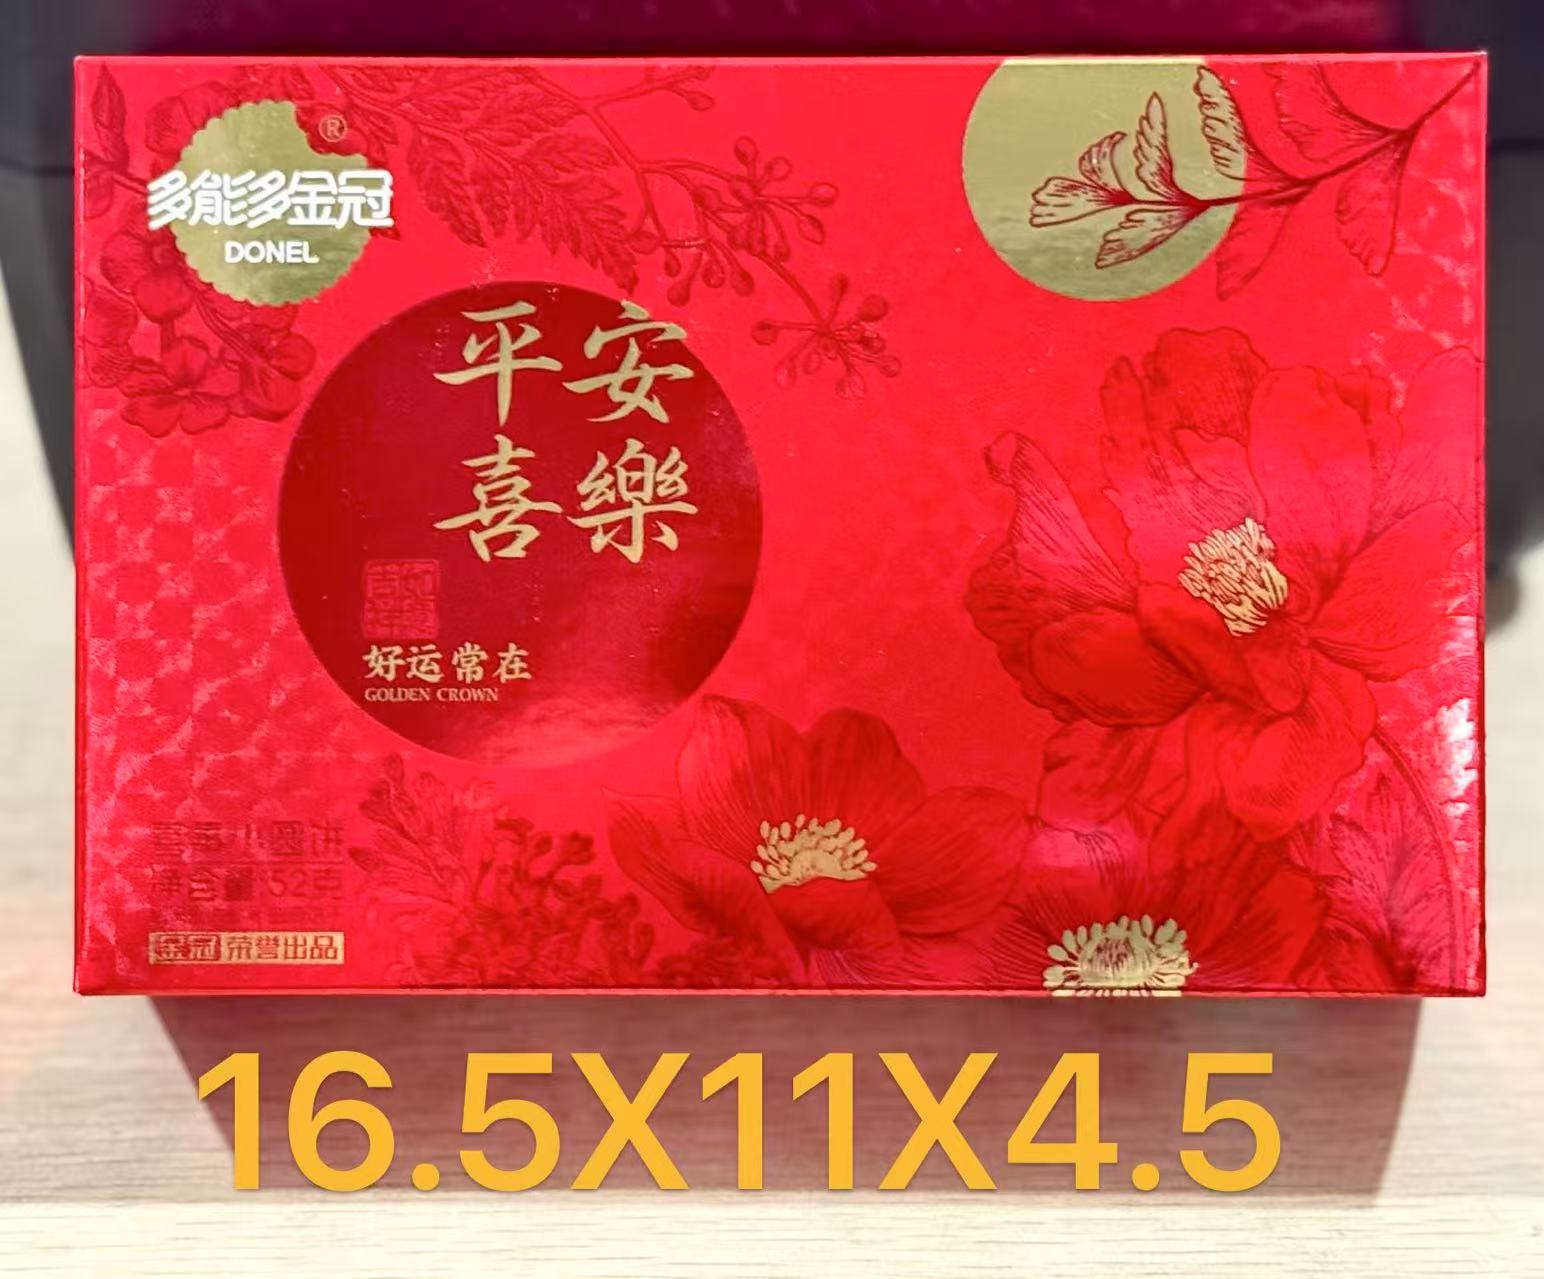 ®
多能多金冠
DONEL
平安
喜樂
好运常在
GOLDEN CROWN
净含量:52克
金冠 荣誉出品
16.5X11X4.5